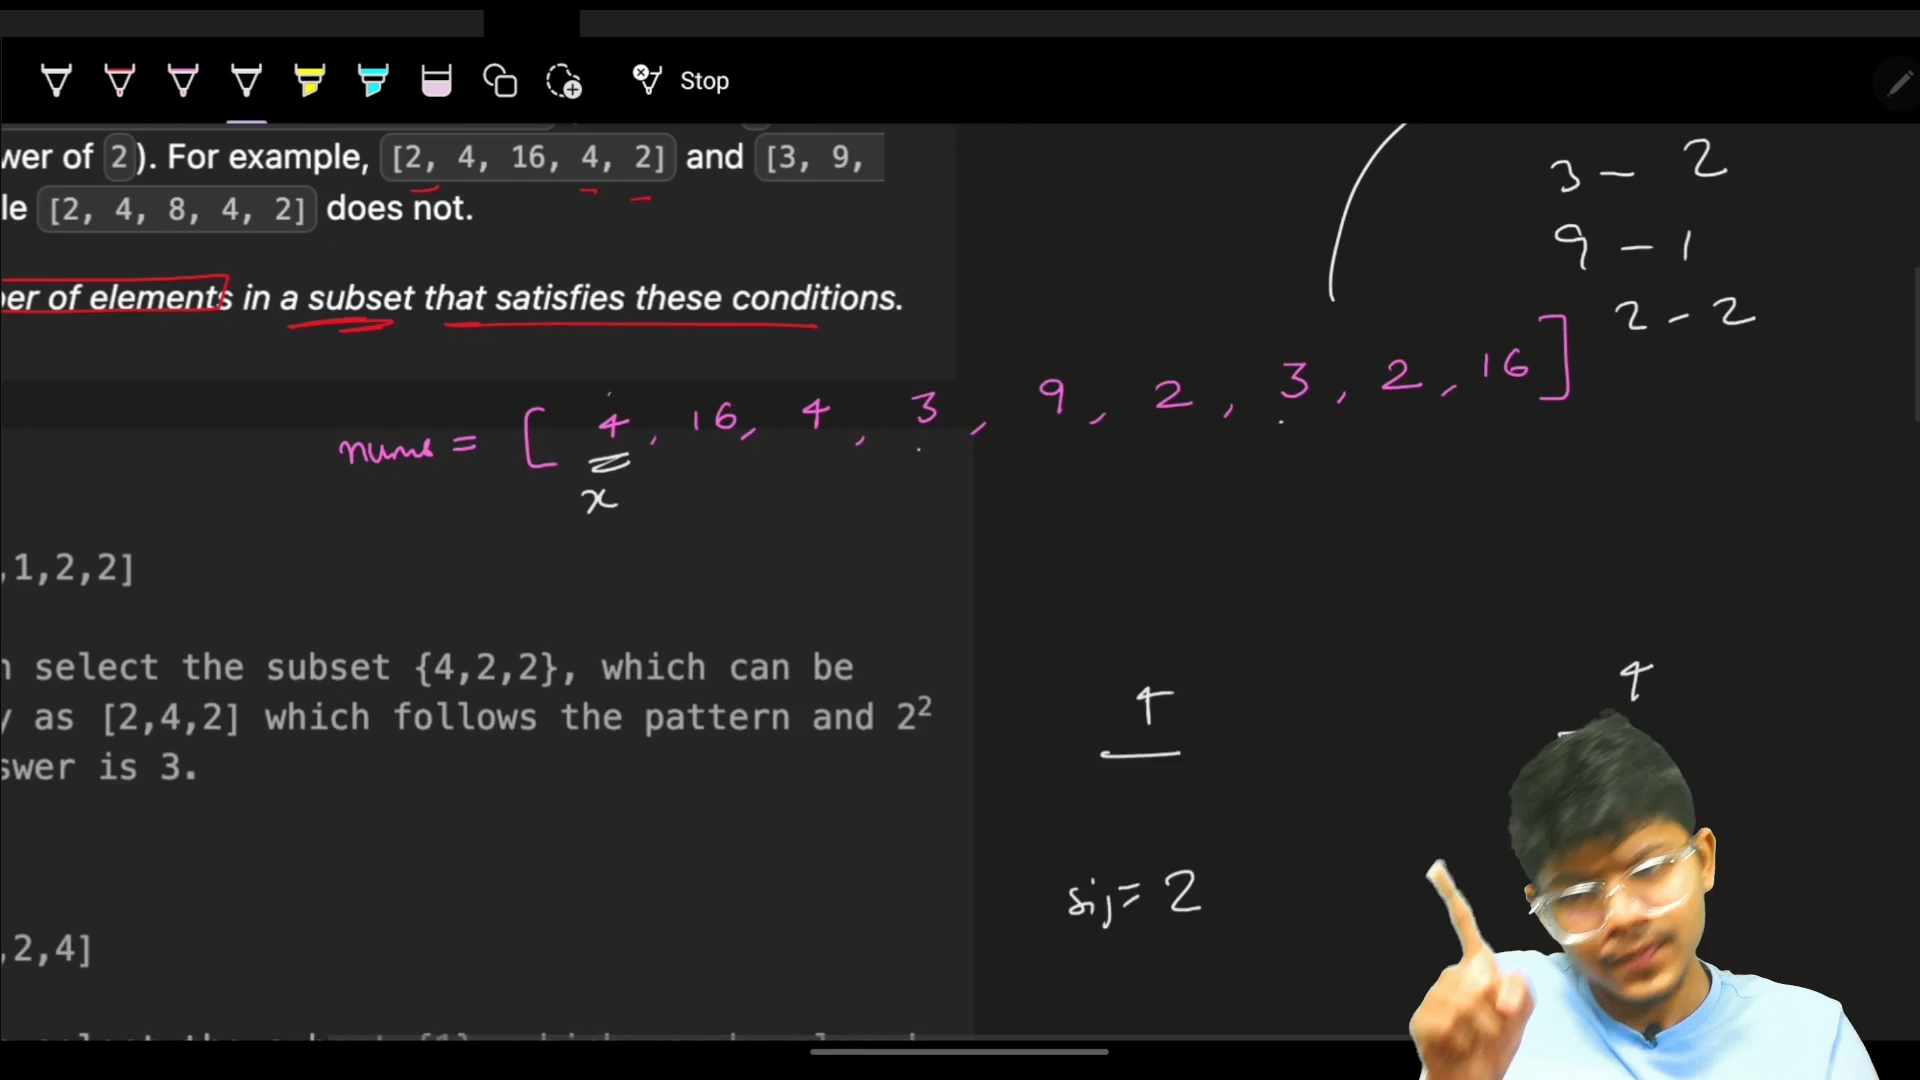 Stop
wer of 2). For example, [2, 4, 16, 4, 2] and [3, 9,
le [2, 4, 8, 4, 2] does not.
er of elements in a subset that satisfies these conditions.
3 - 2
9 - 1
2 - 2
nums = [ 4, 16, 4, 3, 9, 2, 3, 2, 16]
x
,1,2,2]
select the subset {4,2,2}, which can be
as [2,4,2] which follows the pattern and 2²
swer is 3.
4
4
= 2
,2,4]